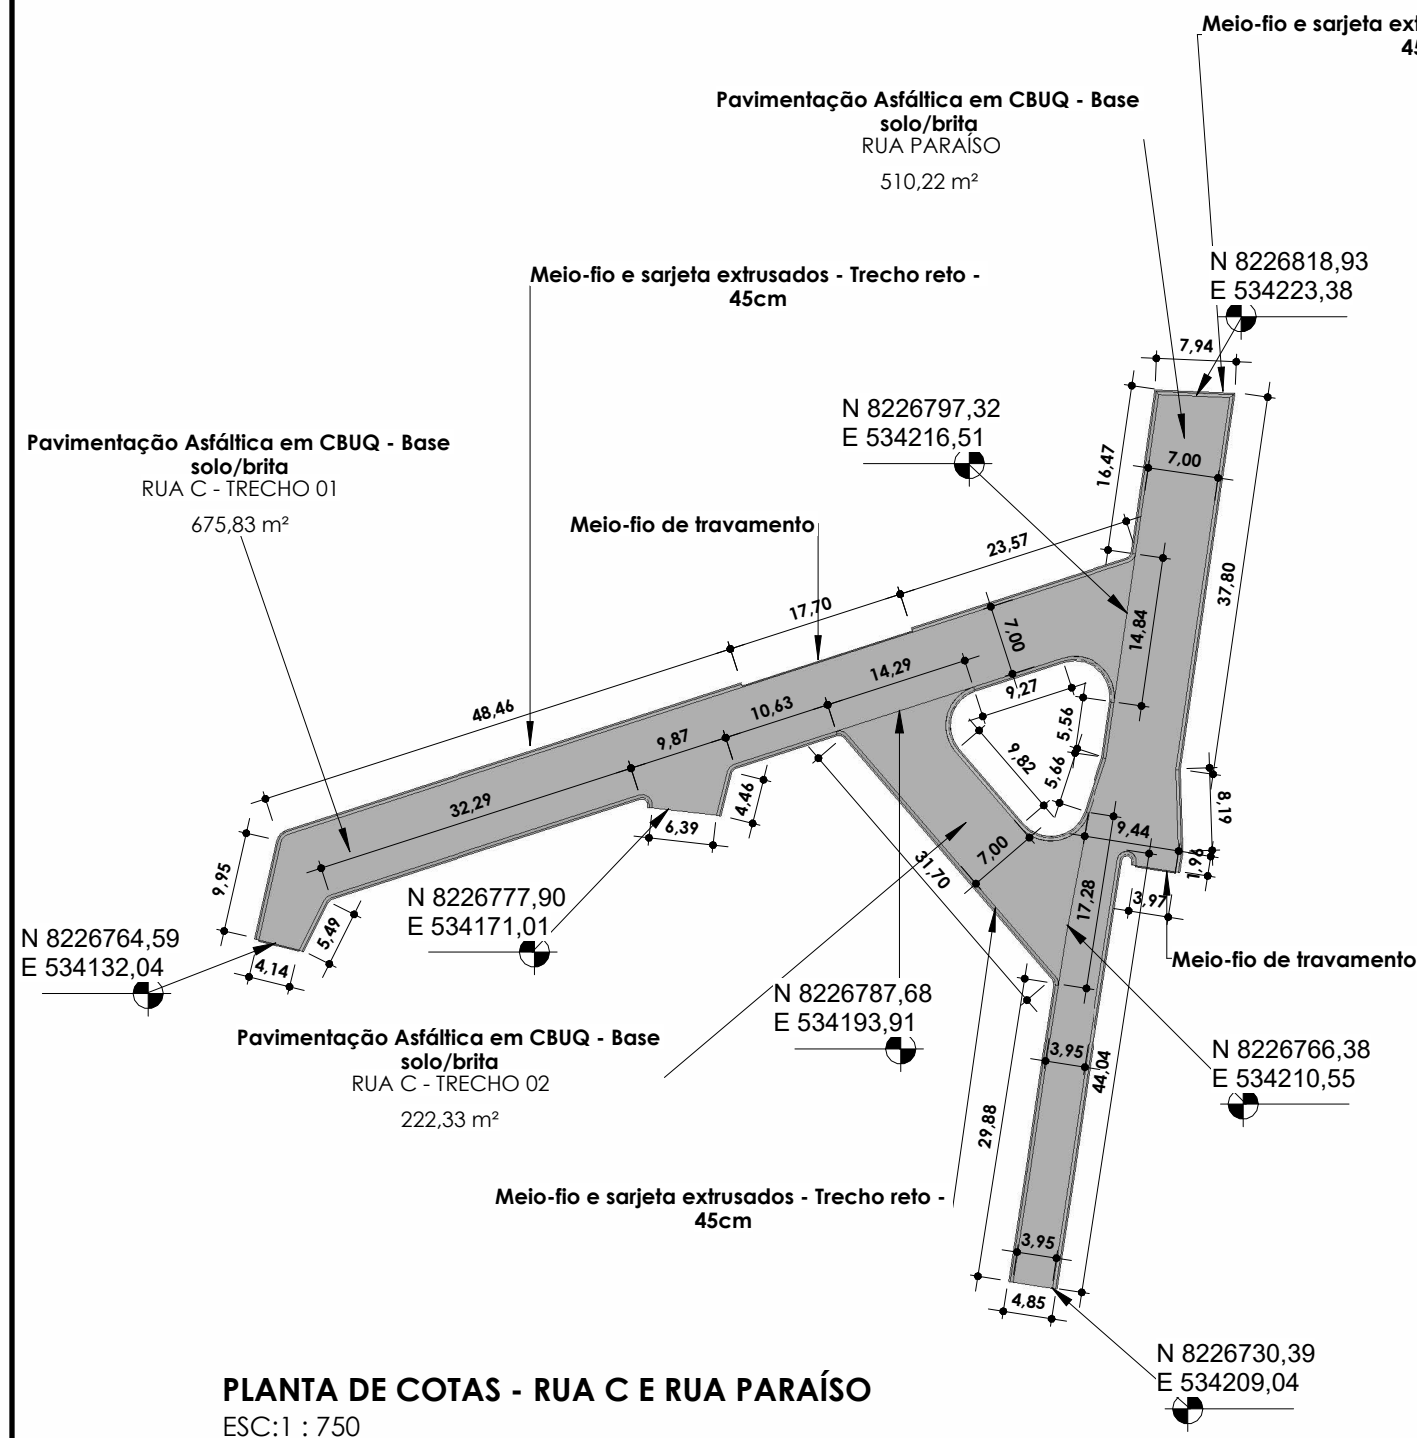 Meio-fio e sarjeta ext
45
Pavimentação Asfáltica em CBUQ - Base
solo/brita
RUA PARAÍSO
510,22 m²
N 8226818,93
E 534223,38
Meio-fio e sarjeta extrusados - Trecho reto -
45cm
7,94
N 8226797,32
E 534216,51
16,47
7,00
Pavimentação Asfáltica em CBUQ - Base
solo/brita
RUA C - TRECHO 01
675,83 m²
Meio-fio de travamento
23,57
37,80
17,70
7,00
14,84
14,29
9,27
48,46
10,63
5,56
9,87
9,82
5,66
32,29
4,46
8,19
6,39
9,44
9,95
7,00
31,70
1,96
N 8226777,90
E 534171,01
17,28
3,97
5,49
N 8226764,59
E 534132,04
4,14
Meio-fio de travamento
N 8226787,68
E 534193,91
Pavimentação Asfáltica em CBUQ - Base
solo/brita
RUA C - TRECHO 02
222,33 m²
3,95
44,04
N 8226766,38
E 534210,55
29,88
Meio-fio e sarjeta extrusados - Trecho reto -
45cm
3,95
4,85
N 8226730,39
E 534209,04
PLANTA DE COTAS - RUA C E RUA PARAÍSO
ESC:1 : 750